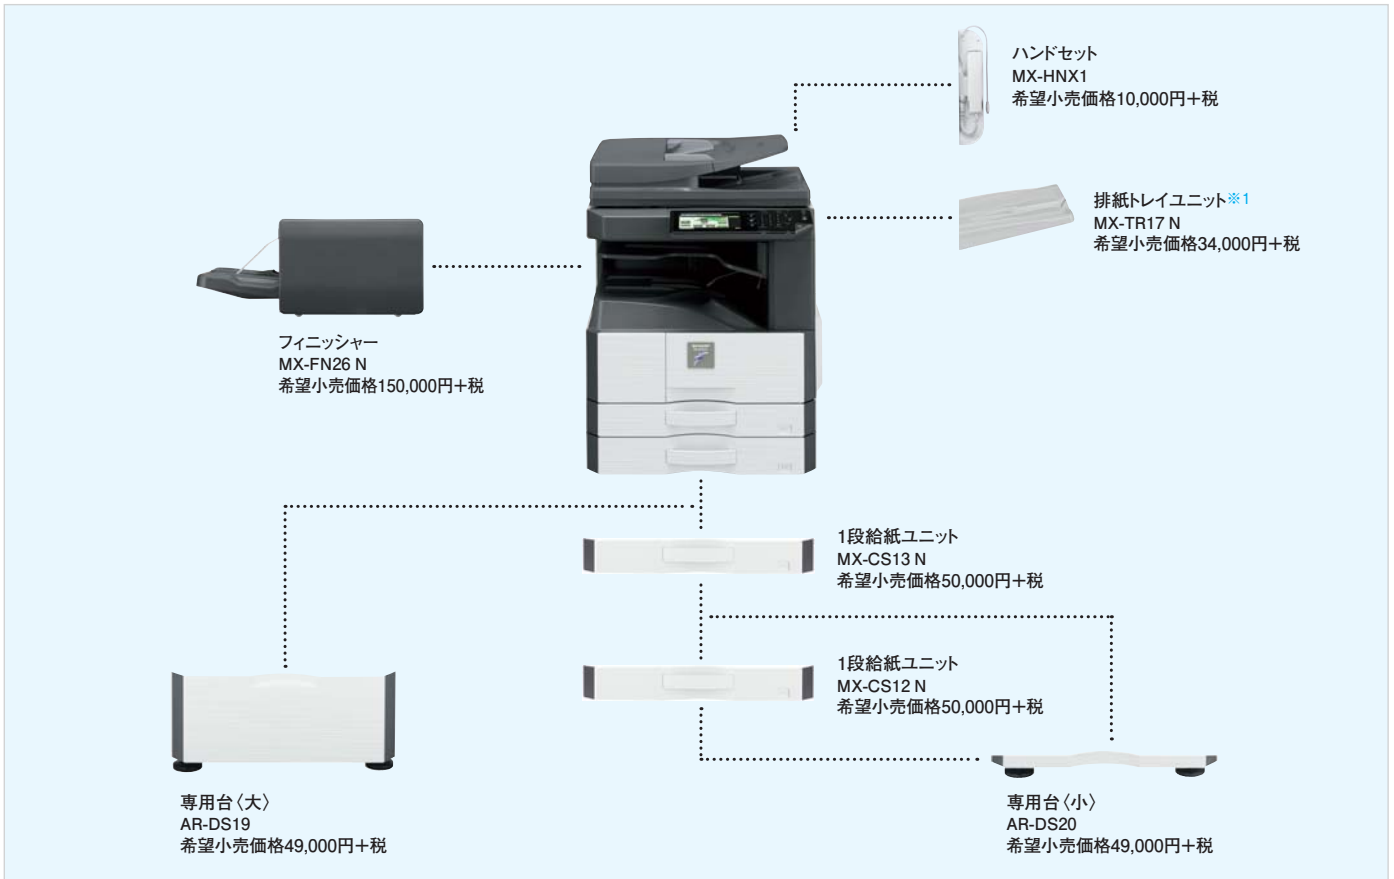 ハンドセット
MX-HNX1
希望小売価格10,000円＋税
排紙トレイユニット※1
MX-TR17 N
希望小売価格34,000円＋税
フィニッシャー
MX-FN26 N
希望小売価格150,000円＋税
1段給紙ユニット
MX-CS13 N
希望小売価格50,000円＋税
1段給紙ユニット
MX-CS12 N
希望小売価格50,000円＋税
専用台〈大〉
AR-DS19
希望小売価格49,000円＋税
専用台〈小〉
AR-DS20
希望小売価格49,000円＋税